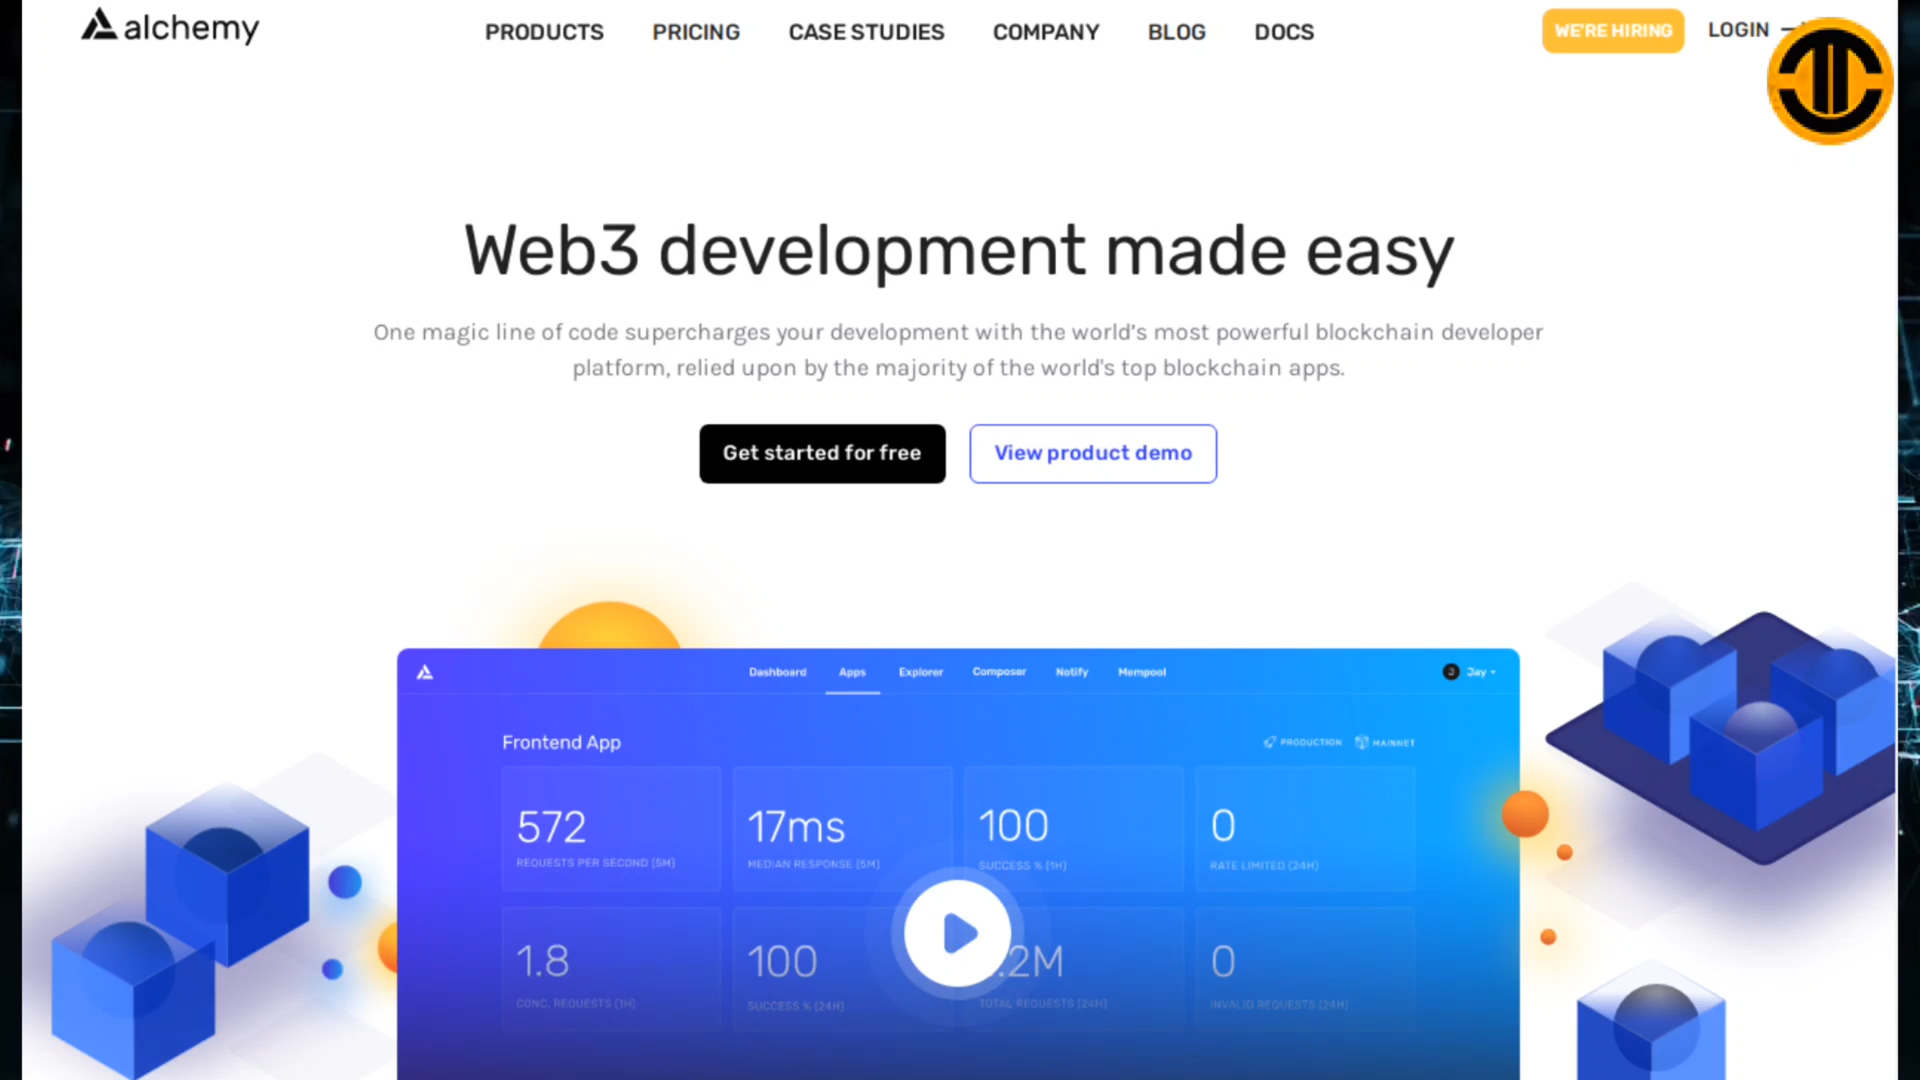 alchemy
PRODUCTS PRICING CASE STUDIES COMPANY BLOG DOCS
WE'RE HIRING LOGIN
Web3 development made easy
One magic line of code supercharges your development with the world's most powerful blockchain developer
platform, relied upon by the majority of the world's top blockchain apps.
Get started for free View product demo
Dashboard Apps Explorer Composer Notify Mempool Jay
Frontend App PRODUCTION MAINNET
572 17ms 100 0
REQUESTS PER SECOND (5M) MEDIAN RESPONSE (5M) SUCCESS % (1H) RATE LIMITED (24H)
1.8 100 .2M 0
CONC. REQUESTS (1H) SUCCESS % (24H) TOTAL REQUESTS (24H) INVALID REQUESTS (24H)